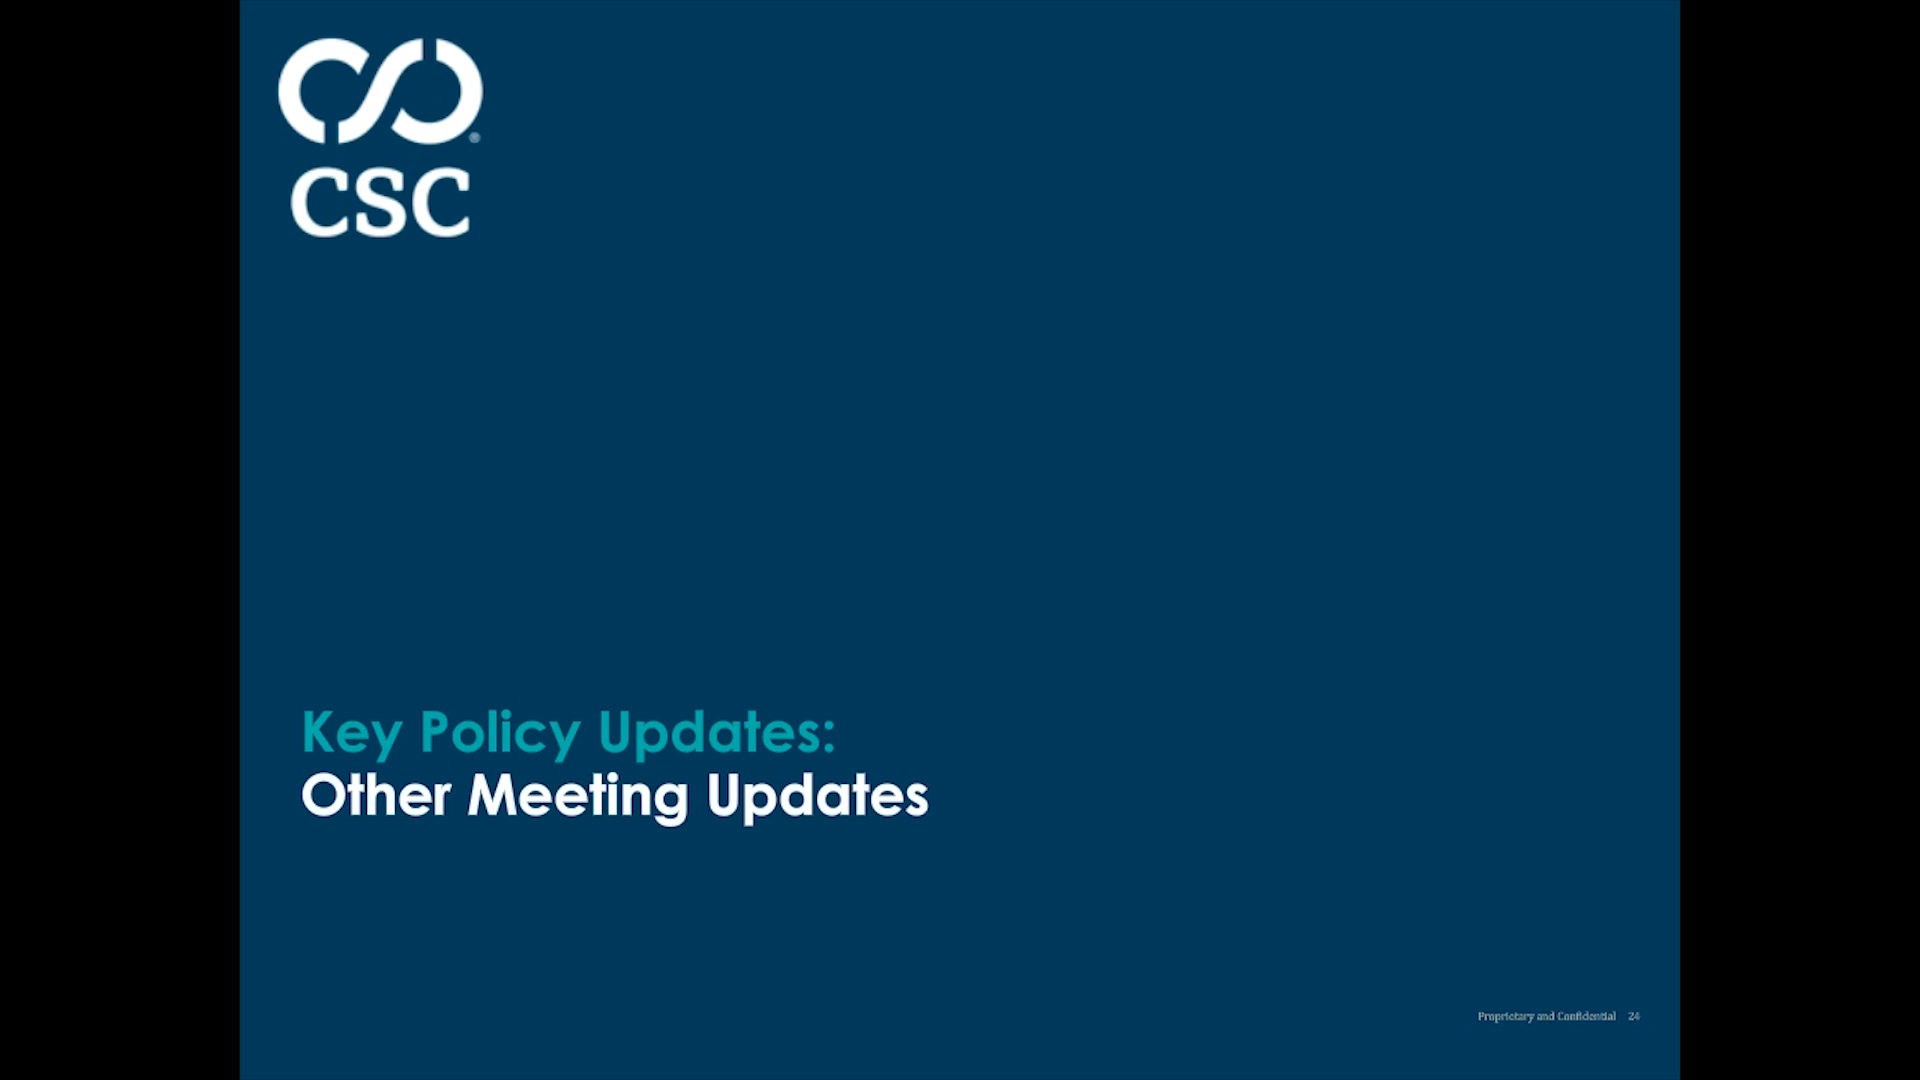 CSC
Key Policy Updates:
Other Meeting Updates
Proprietary and Confidential 24